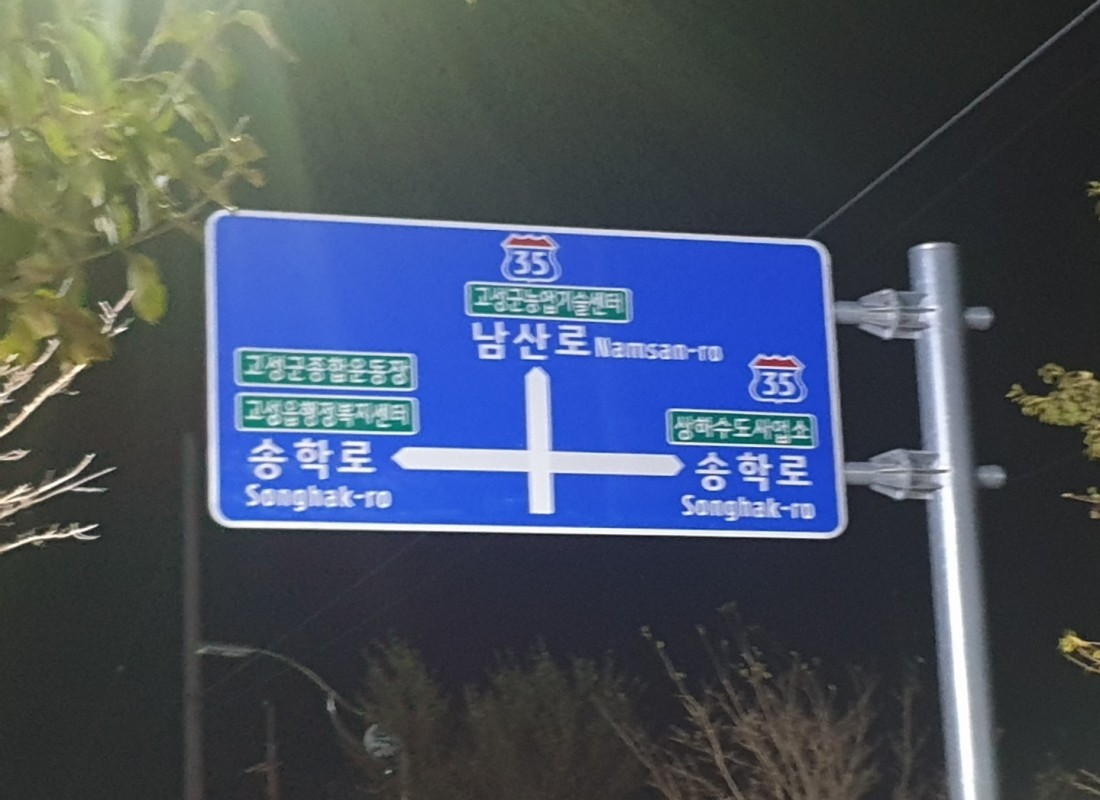 35
고성군농업기술센터
남산로 Namsan-ro
고성군종합운동장
고성읍행정복지센터
송학로
Songhak-ro
35
상하수도사업소
송학로
Songhak-ro